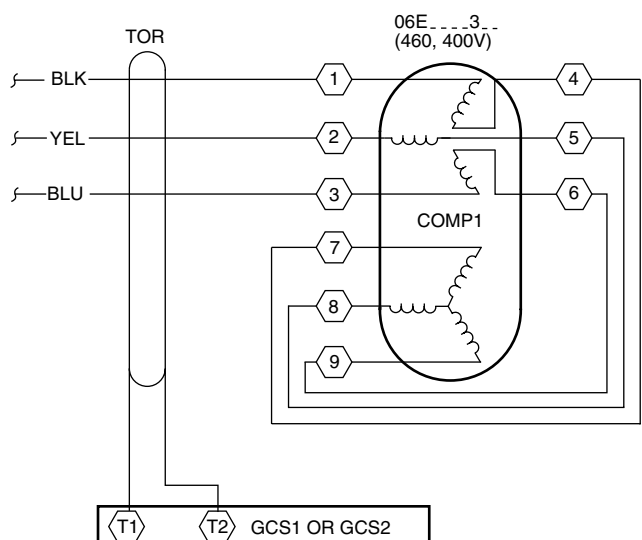 06E_ _ _ _3_ _
(460, 400V)
TOR
BLK
1
4
YEL
2
5
BLU
3
6
COMP1
7
8
9
T1
T2
GCS1 OR GCS2